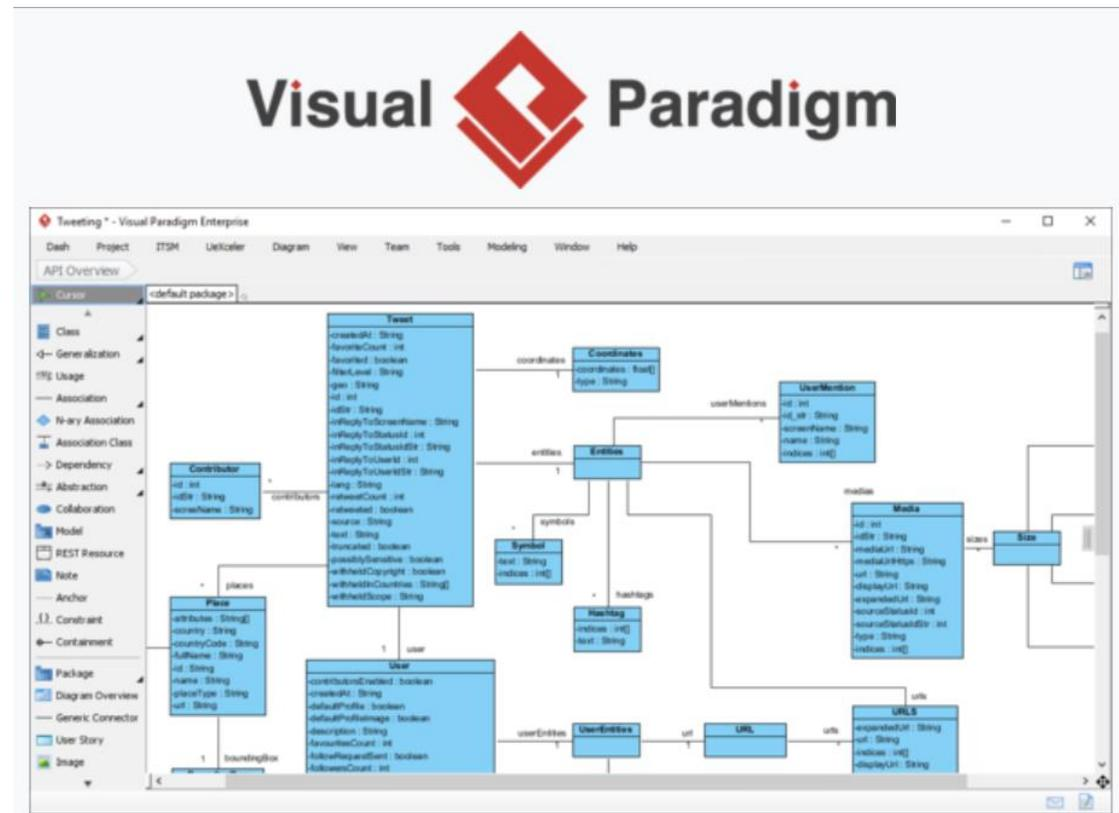 Visual Paradigm
Tweeting * - Visual Paradigm Enterprise
Dash Project ITSM UeXceler Diagram View Team Tools Modeling Window Help
API Overview
Cursor
<default package>
Class
Generalization
Usage
Association
N-ary Association
Association Class
Dependency
Abstraction
Collaboration
Model
REST Resource
Note
Anchor
Constraint
Containment
Package
Diagram Overview
Generic Connector
User Story
Image
Tweet
-createdAt : String
-favoriteCount : int
-favorited : boolean
-filterLevel : String
-geo : String
-id : int
-idStr : String
-inReplyToScreenName : String
-inReplyToStatusId : int
-inReplyToStatusIdStr : String
-inReplyToUserId : int
-inReplyToUserIdStr : String
-lang : String
-retweetCount : int
-retweeted : boolean
-source : String
-text : String
-truncated : boolean
-possiblySensitive : boolean
-withheldCopyright : boolean
-withheldInCountries : String[]
-withheldScope : String
coordinates
1
Coordinates
-coordinates : float[]
-type : String
userMentions
*
UserMention
-id : int
-id_str : String
-screenName : String
-name : String
-indices : int[]
entities
1
Entities
Contributor
-id : int
-idStr : String
-screeName : String
*
contributors
symbols
*
Symbol
-text : String
-indices : int[]
hashtags
*
Hashtag
-indices : int[]
-text : String
medias
*
Media
-id : int
-idStr : String
-mediaUrl : String
-mediaUrlHttps : String
-url : String
-displayUrl : String
-expandedUrl : String
-sourceStatusId : int
-sourceStatusIdStr : int
-type : String
-indices : int[]
sizes
*
Size
* places
Place
-attributes : String[]
-country : String
-countryCode : String
-fullName : String
-id : String
-name : String
-placeType : String
-url : String
1 boundingBox
1 user
User
-contributorsEnabled : boolean
-createdAt : String
-defaultProfile : boolean
-defaultProfileImage : boolean
-description : String
-favouritesCount : int
-followRequestSent : boolean
-followersCount : int
userEntities
1
UserEntities
url
1
URL
urls
*
urls
*
URLS
-expandedUrl : String
-url : String
-indices : int[]
-displayUrl : String